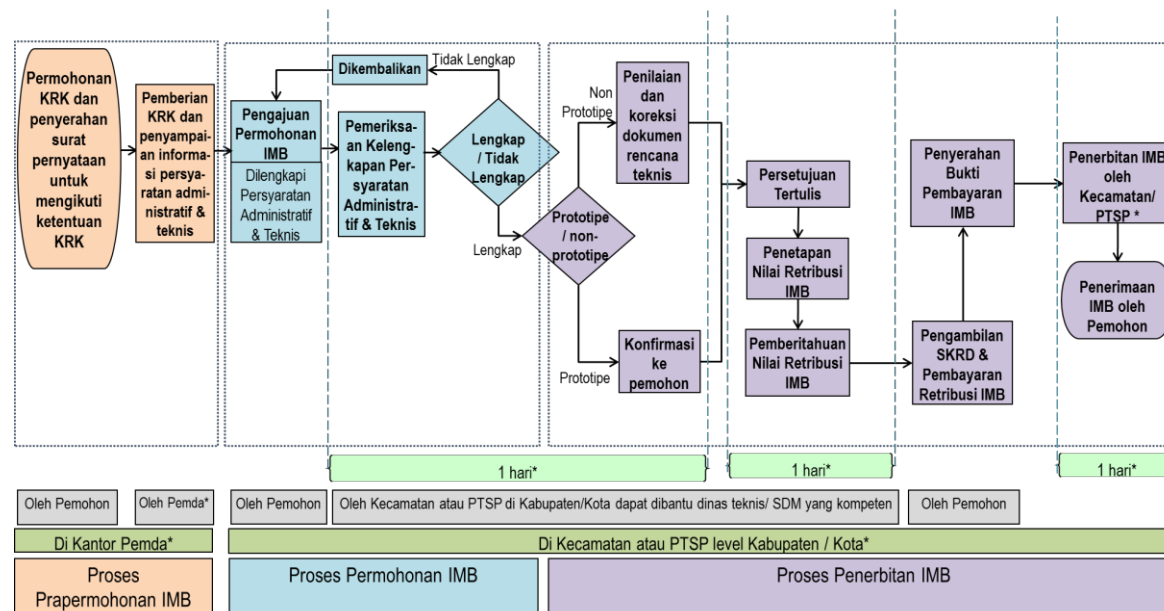 Permohonan
KRK dan
penyerahan
surat
pernyataan
untuk
mengikuti
ketentuan
KRK
Pemberian
KRK dan
penyampai-
an informa-
si persya-
ratan admi-
nistratif &
teknis
Dikembalikan
Tidak Lengkap
Pengajuan
Permohonan
IMB
Dilengkapi
Persyaratan
Administratif
& Teknis
Pemeriksa-
an Keleng-
kapan Per-
syaratan
Administra-
tif & Teknis
Lengkap
/ Tidak
Lengkap
Lengkap
Non
Prototipe
Prototipe
/ non-
prototipe
Prototipe
Penilaian
dan
koreksi
dokumen
rencana
teknis
Konfirmasi
ke
pemohon
Persetujuan
Tertulis
Penetapan
Nilai Retribusi
IMB
Pemberitahuan
Nilai Retribusi
IMB
Penyerahan
Bukti
Pembayaran
IMB
Pengambilan
SKRD &
Pembayaran
Retribusi IMB
Penerbitan IMB
oleh
Kecamatan/
PTSP *
Penerimaan
IMB oleh
Pemohon
1 hari*
1 hari*
1 hari*
Oleh Pemohon
Oleh Pemda*
Oleh Pemohon
Oleh Kecamatan atau PTSP di Kabupaten/Kota dapat dibantu dinas teknis/ SDM yang kompeten
Oleh Pemohon
Di Kantor Pemda*
Di Kecamatan atau PTSP level Kabupaten / Kota*
Proses
Prapermohonan IMB
Proses Permohonan IMB
Proses Penerbitan IMB